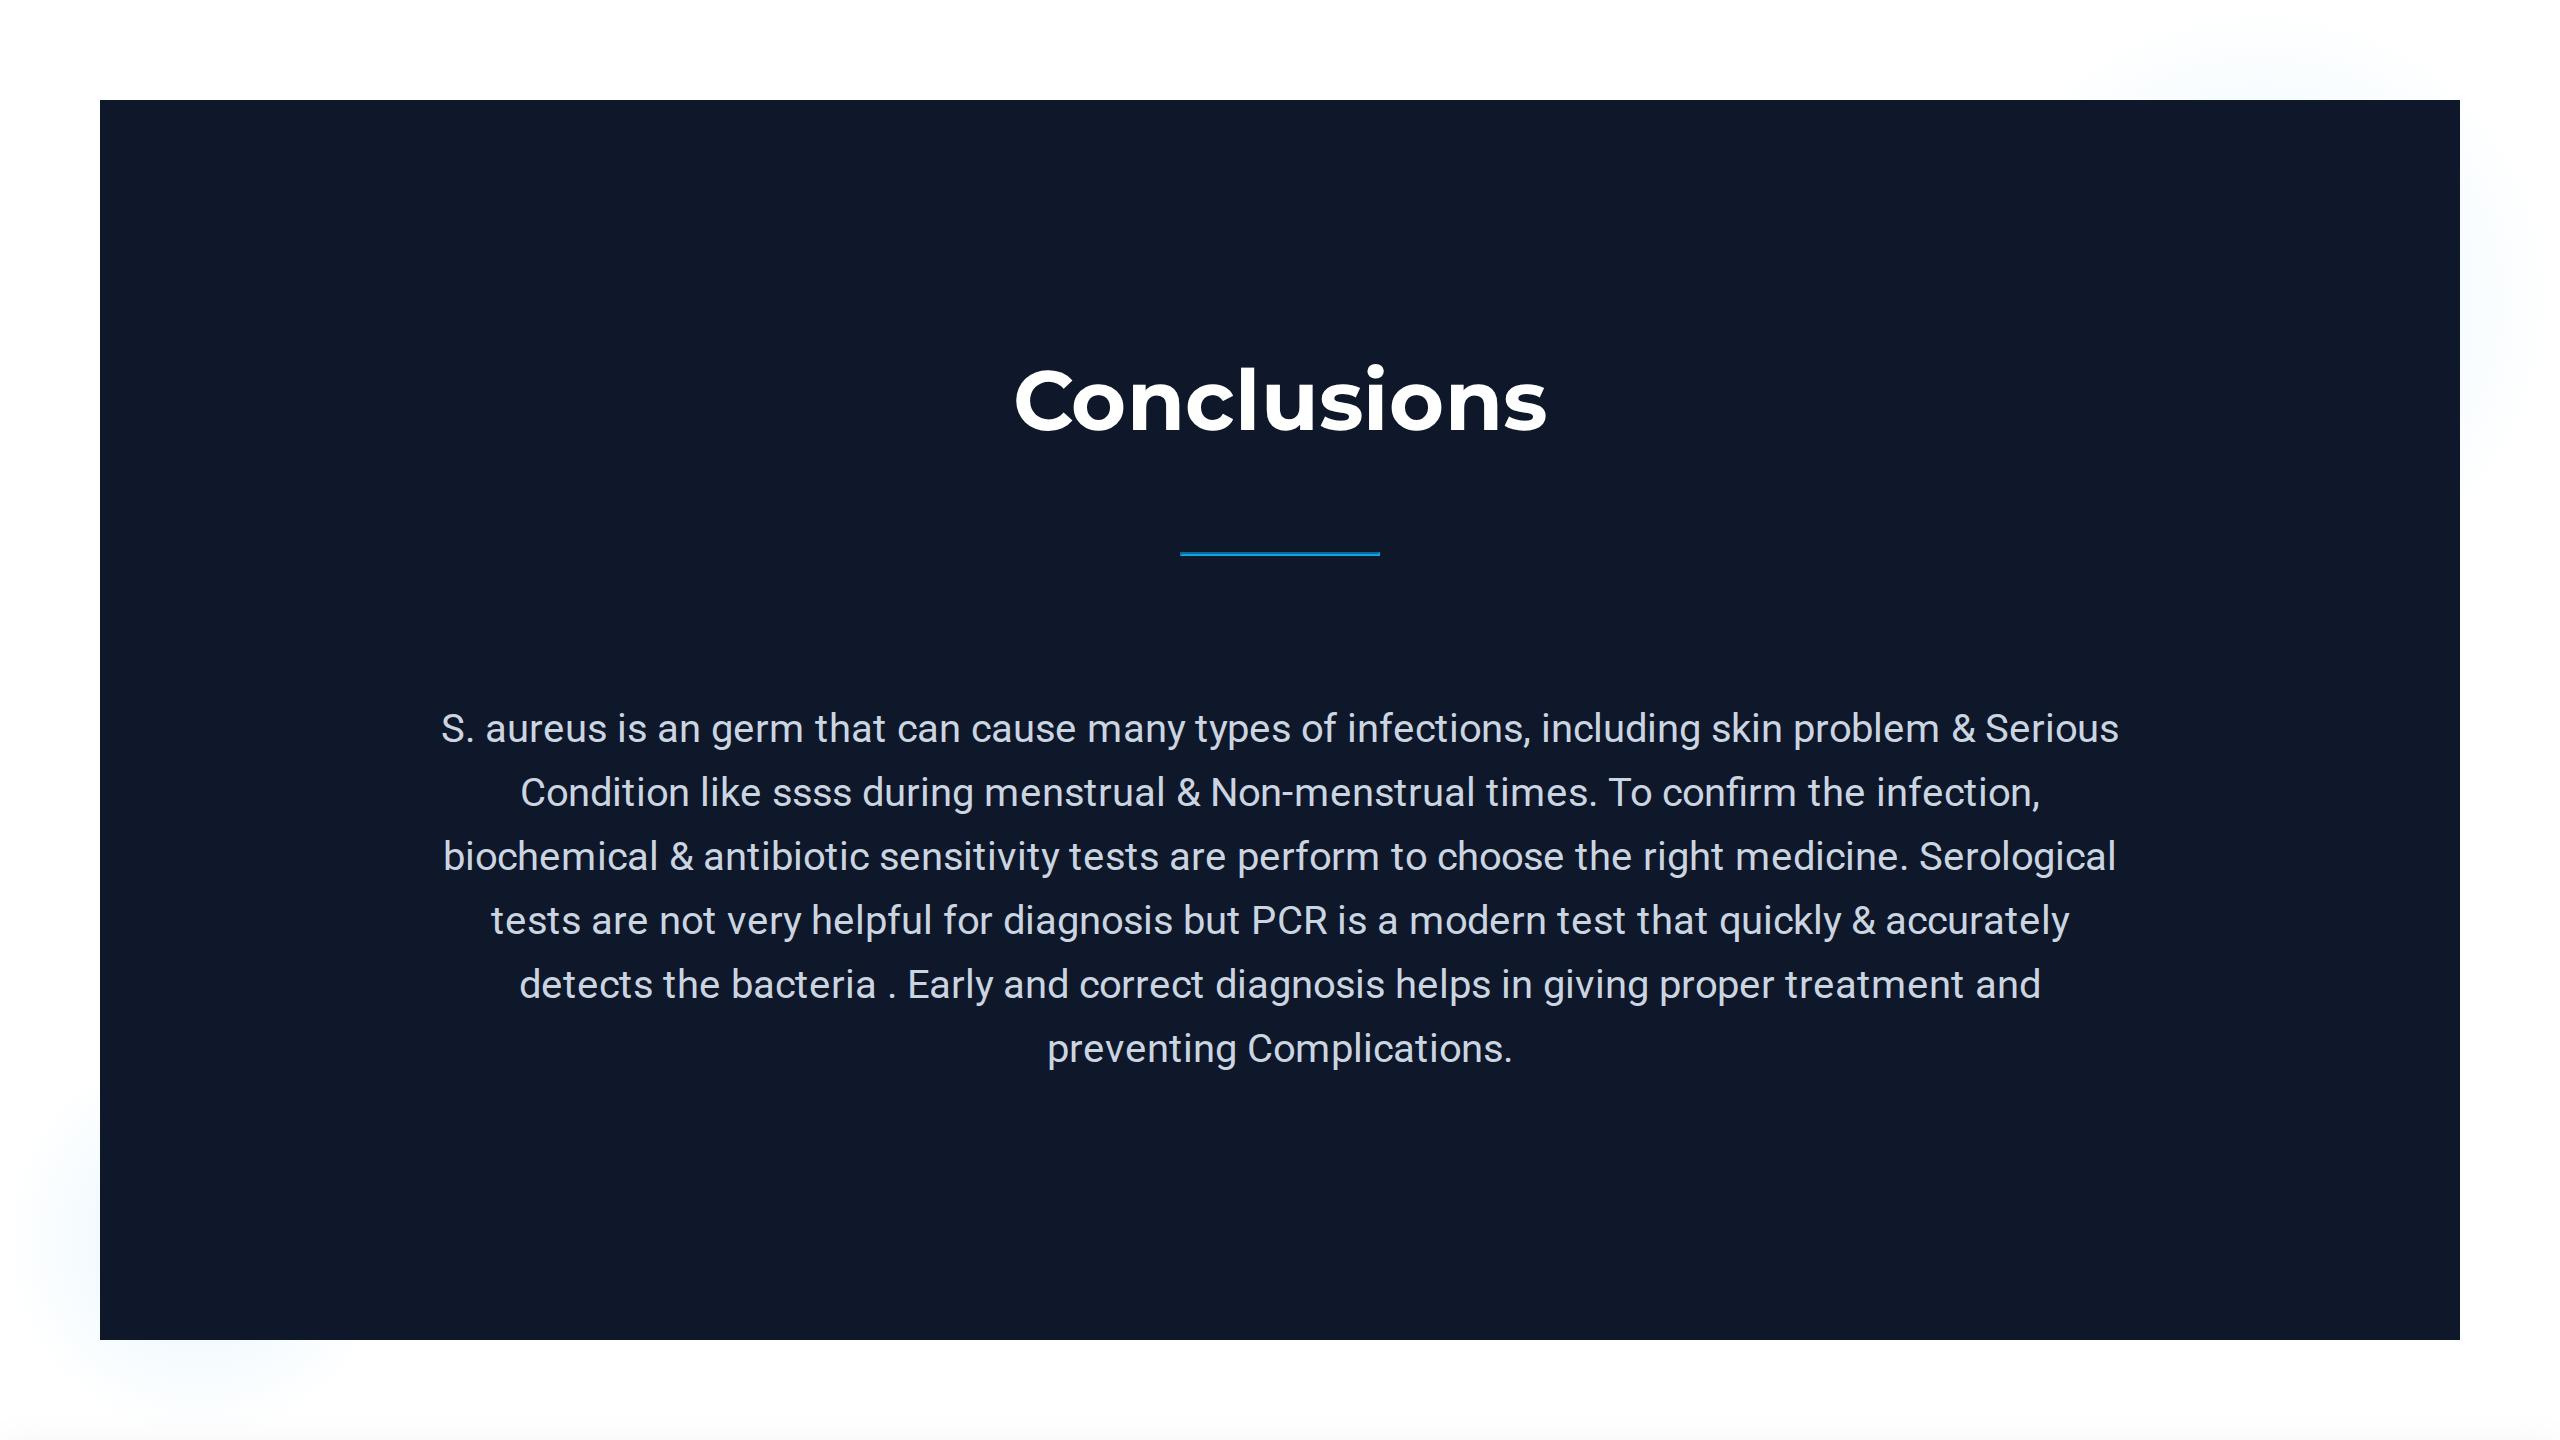 Conclusions
S. aureus is an germ that can cause many types of infections, including skin problem & Serious
Condition like ssss during menstrual & Non-menstrual times. To confirm the infection,
biochemical & antibiotic sensitivity tests are perform to choose the right medicine. Serological
tests are not very helpful for diagnosis but PCR is a modern test that quickly & accurately
detects the bacteria . Early and correct diagnosis helps in giving proper treatment and
preventing Complications.